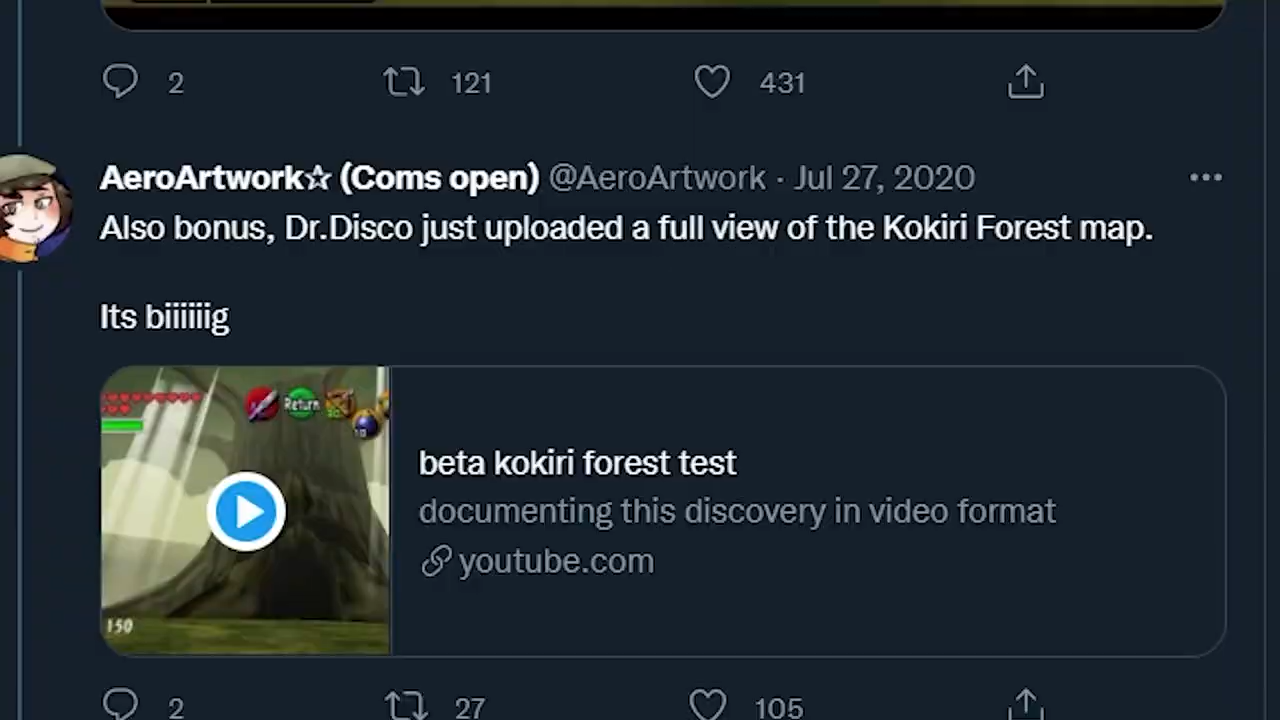 2 121 431
AeroArtwork☆ (Coms open) @AeroArtwork · Jul 27, 2020
Also bonus, Dr.Disco just uploaded a full view of the Kokiri Forest map.
Its biiiiiig
Return
beta kokiri forest test
documenting this discovery in video format
youtube.com
150
2 27 105